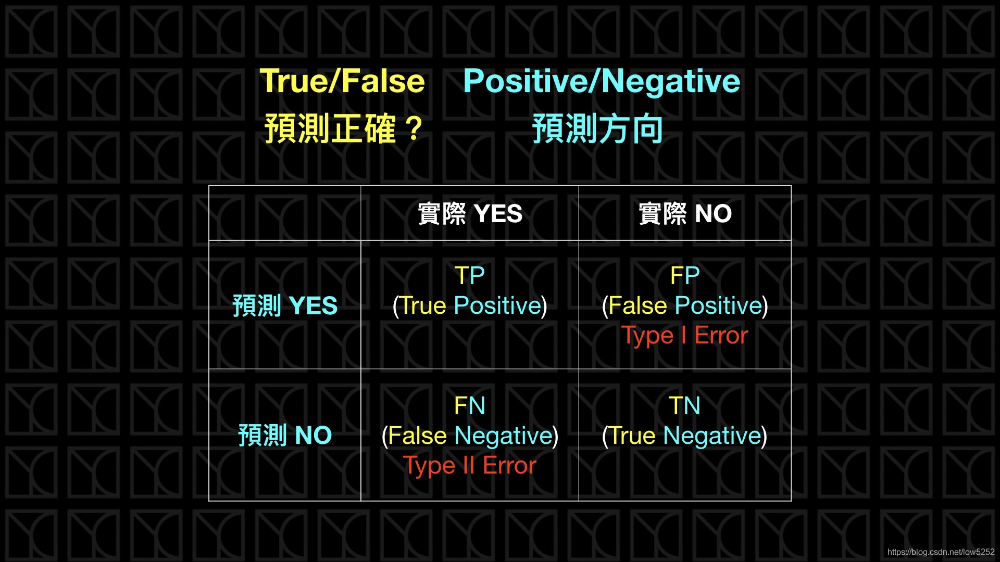 True/False Positive/Negative
預測正確？ 預測方向
實際 YES 實際 NO
預測 YES
TP
(True Positive)
FP
(False Positive)
Type I Error
預測 NO
FN
(False Negative)
Type II Error
TN
(True Negative)
https://blog.csdn.net/low5252